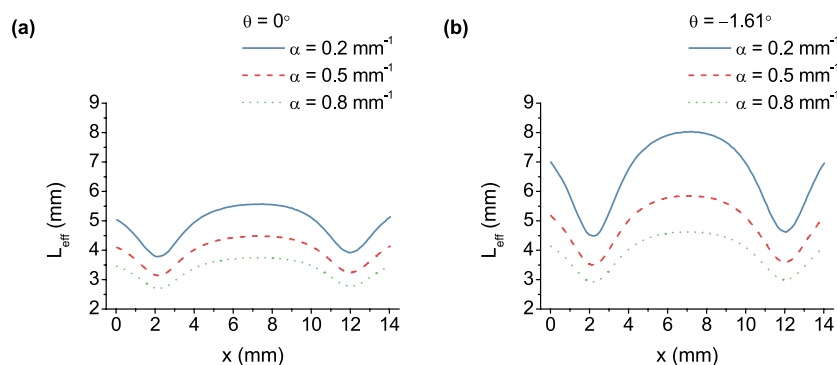 (a)
θ = 0°
α = 0.2 mm⁻¹
α = 0.5 mm⁻¹
α = 0.8 mm⁻¹
9
8
7
6
5
4
3
2
L_eff (mm)
0 2 4 6 8 10 12 14
x (mm)
(b)
θ = −1.61°
α = 0.2 mm⁻¹
α = 0.5 mm⁻¹
α = 0.8 mm⁻¹
9
8
7
6
5
4
3
2
L_eff (mm)
0 2 4 6 8 10 12 14
x (mm)